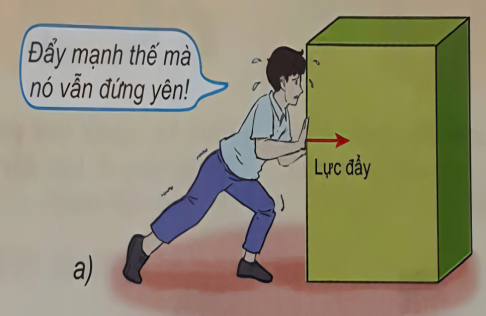 Đẩy mạnh thế mà
nó vẫn đứng yên!
Lực đẩy
a)